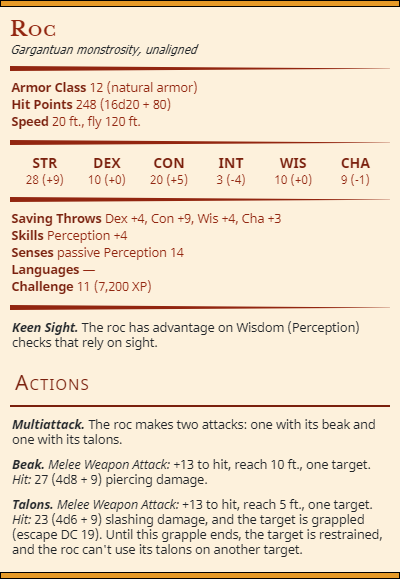 Roc
Gargantuan monstrosity, unaligned
Armor Class 12 (natural armor)
Hit Points 248 (16d20 + 80)
Speed 20 ft., fly 120 ft.
STR DEX CON INT WIS CHA
28 (+9) 10 (+0) 20 (+5) 3 (-4) 10 (+0) 9 (-1)
Saving Throws Dex +4, Con +9, Wis +4, Cha +3
Skills Perception +4
Senses passive Perception 14
Languages —
Challenge 11 (7,200 XP)
Keen Sight. The roc has advantage on Wisdom (Perception)
checks that rely on sight.
Actions
Multiattack. The roc makes two attacks: one with its beak and
one with its talons.
Beak. Melee Weapon Attack: +13 to hit, reach 10 ft., one target.
Hit: 27 (4d8 + 9) piercing damage.
Talons. Melee Weapon Attack: +13 to hit, reach 5 ft., one target.
Hit: 23 (4d6 + 9) slashing damage, and the target is grappled
(escape DC 19). Until this grapple ends, the target is restrained,
and the roc can't use its talons on another target.